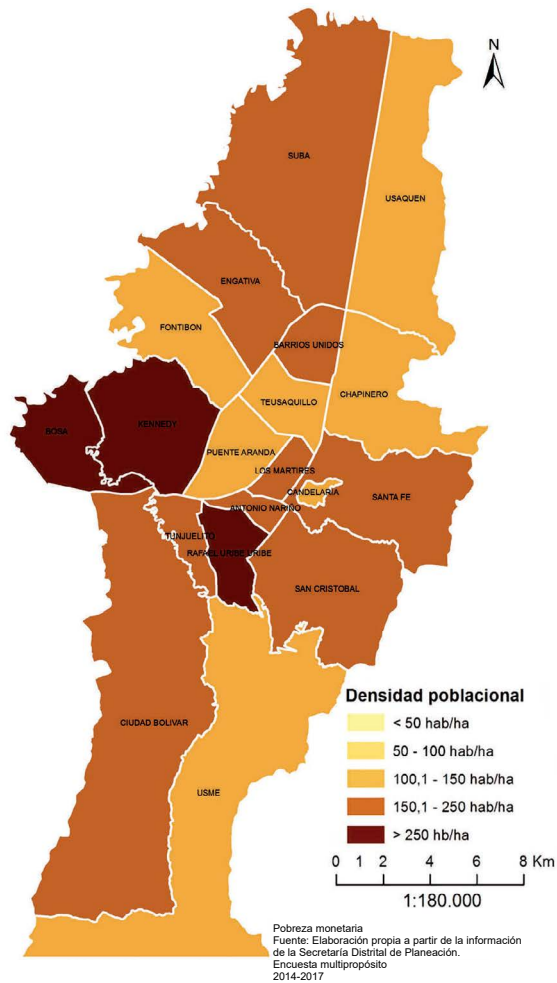 N
SUBA
USAQUEN
ENGATIVA
FONTIBON
BARRIOS UNIDOS
CHAPINERO
TEUSAQUILLO
BOSA
KENNEDY
PUENTE ARANDA
LOS MARTIRES
CANDELARIA
SANTA FE
ANTONIO NARIÑO
TUNJUELITO
RAFAEL URIBE URIBE
SAN CRISTOBAL
CIUDAD BOLIVAR
USME
Densidad poblacional
< 50 hab/ha
50 - 100 hab/ha
100,1 - 150 hab/ha
150,1 - 250 hab/ha
> 250 hb/ha
0 1 2 4 6 8 Km
1:180.000
Pobreza monetaria
Fuente: Elaboración propia a partir de la información
de la Secretaría Distrital de Planeación.
Encuesta multipropósito
2014-2017